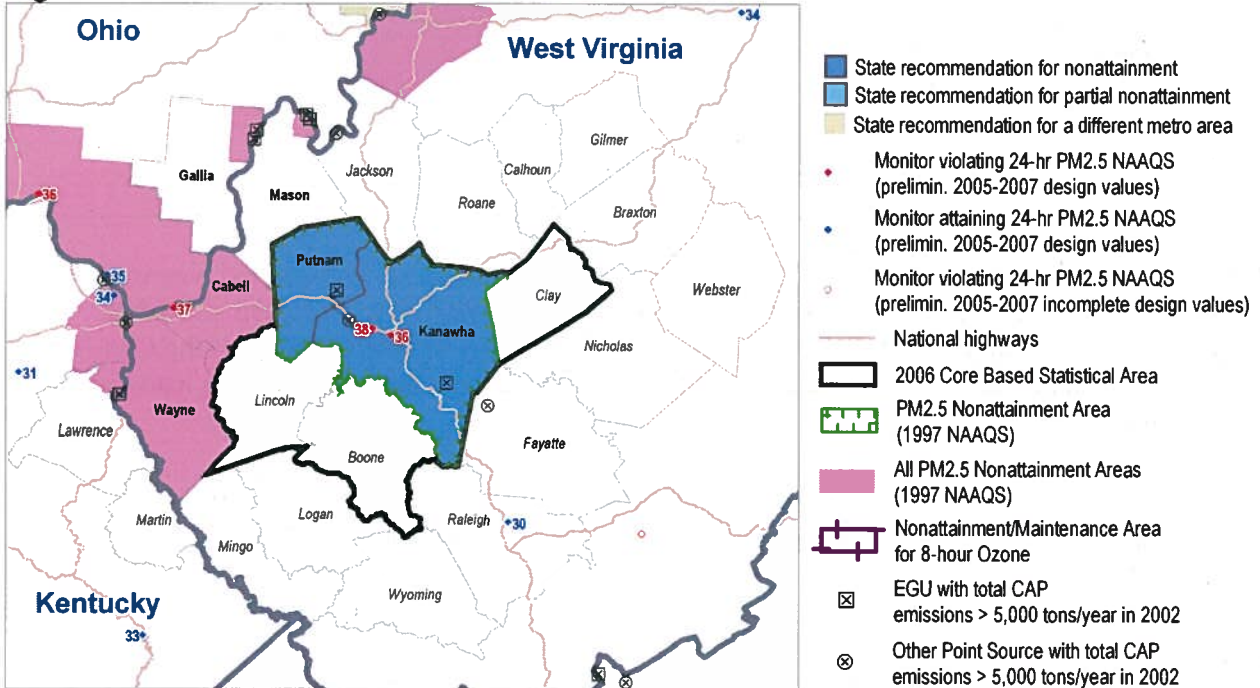 Ohio
West Virginia
34
Gallia
Mason
Jackson
Gilmer
Calhoun
Roane
Braxton
36
Putnam
Cabell
35
34
37
Clay
Webster
38
36
Kanawha
Nicholas
31
Lincoln
Wayne
Lawrence
Fayatte
Boone
Martin
Logan
Raleigh
30
Mingo
Wyoming
Kentucky
33
State recommendation for nonattainment
State recommendation for partial nonattainment
State recommendation for a different metro area
Monitor violating 24-hr PM2.5 NAAQS
(prelimin. 2005-2007 design values)
Monitor attaining 24-hr PM2.5 NAAQS
(prelimin. 2005-2007 design values)
Monitor violating 24-hr PM2.5 NAAQS
(prelimin. 2005-2007 incomplete design values)
National highways
2006 Core Based Statistical Area
PM2.5 Nonattainment Area
(1997 NAAQS)
All PM2.5 Nonattainment Areas
(1997 NAAQS)
Nonattainment/Maintenance Area
for 8-hour Ozone
EGU with total CAP
emissions > 5,000 tons/year in 2002
Other Point Source with total CAP
emissions > 5,000 tons/year in 2002